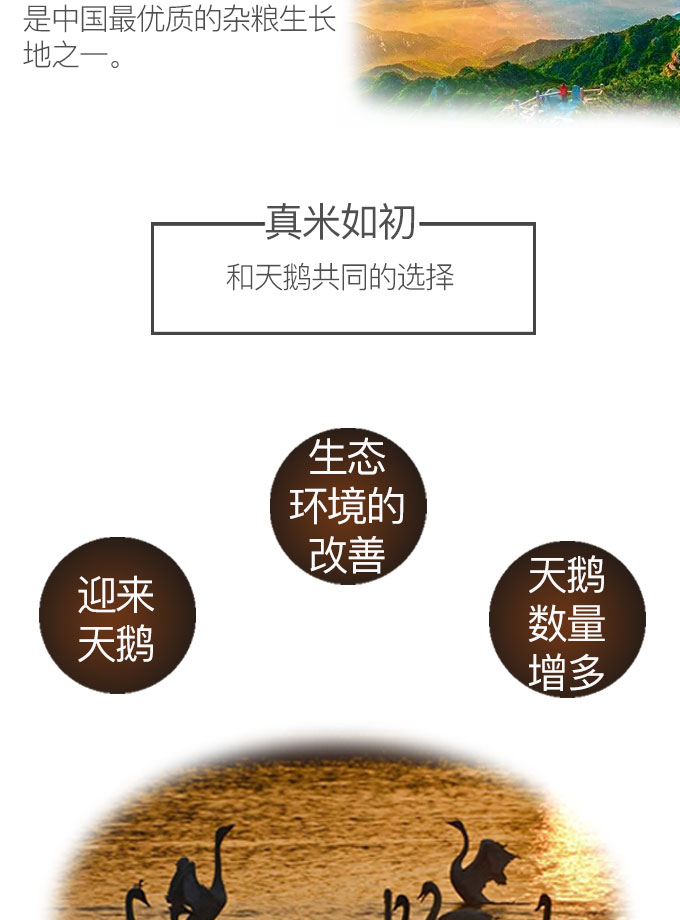 是中国最优质的杂粮生长
地之一。
真米如初
和天鹅共同的选择
生态
环境的
改善
迎来
天鹅
天鹅
数量
增多